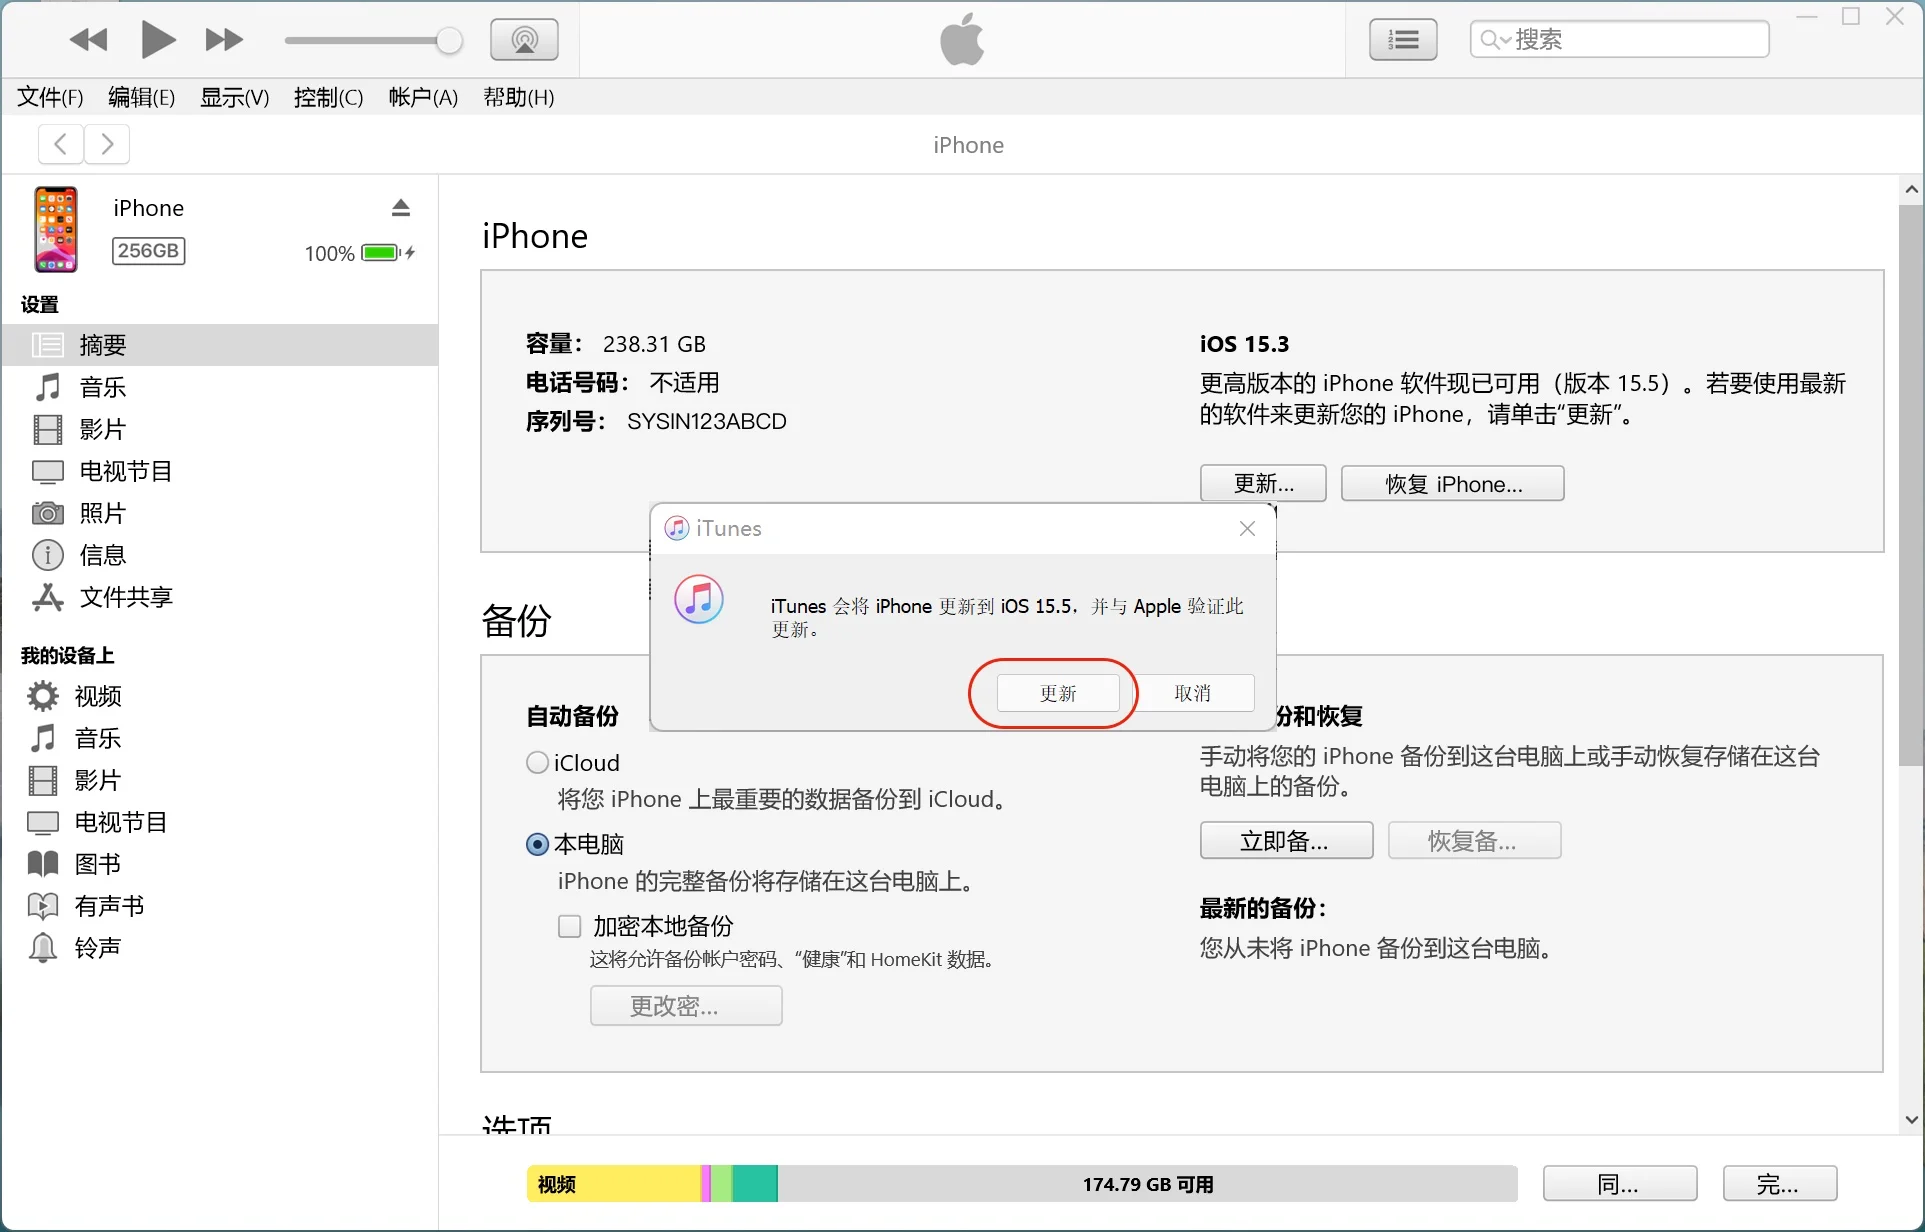 搜索
文件(F) 编辑(E) 显示(V) 控制(C) 帐户(A) 帮助(H)
iPhone
iPhone
256GB
100%
设置
摘要
音乐
影片
电视节目
照片
信息
文件共享
我的设备上
视频
音乐
影片
电视节目
图书
有声书
铃声
iPhone
容量： 238.31 GB
电话号码： 不适用
序列号： SYSIN123ABCD
iOS 15.3
更高版本的 iPhone 软件现已可用（版本 15.5）。若要使用最新
的软件来更新您的 iPhone，请单击“更新”。
更新... 恢复 iPhone...
iTunes
iTunes 会将 iPhone 更新到 iOS 15.5，并与 Apple 验证此
更新。
更新 取消
备份
自动备份
iCloud
将您 iPhone 上最重要的数据备份到 iCloud。
本电脑
iPhone 的完整备份将存储在这台电脑上。
加密本地备份
这将允许备份帐户密码、“健康”和 HomeKit 数据。
更改密...
份和恢复
手动将您的 iPhone 备份到这台电脑上或手动恢复存储在这台
电脑上的备份。
立即备... 恢复备...
最新的备份：
您从未将 iPhone 备份到这台电脑。
选项
视频 174.79 GB 可用 同... 完...